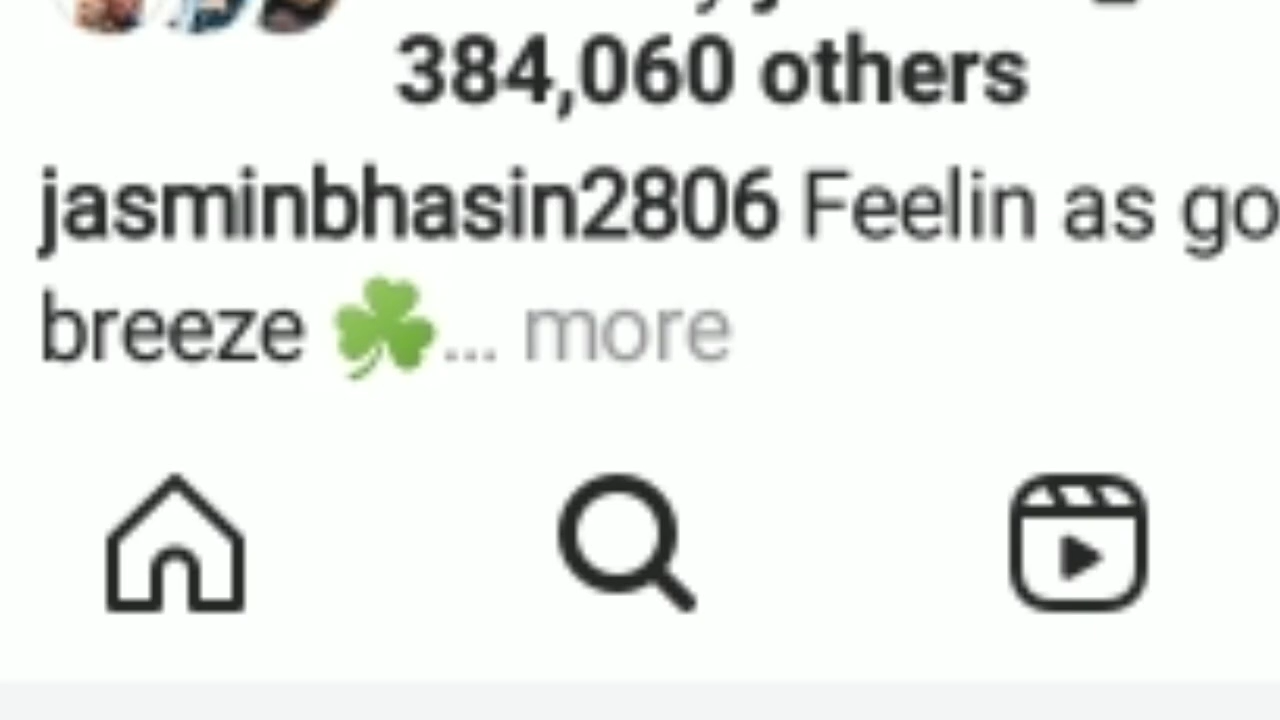 384,060 others
jasminbhasin2806 Feelin as go
breeze ☘️... more